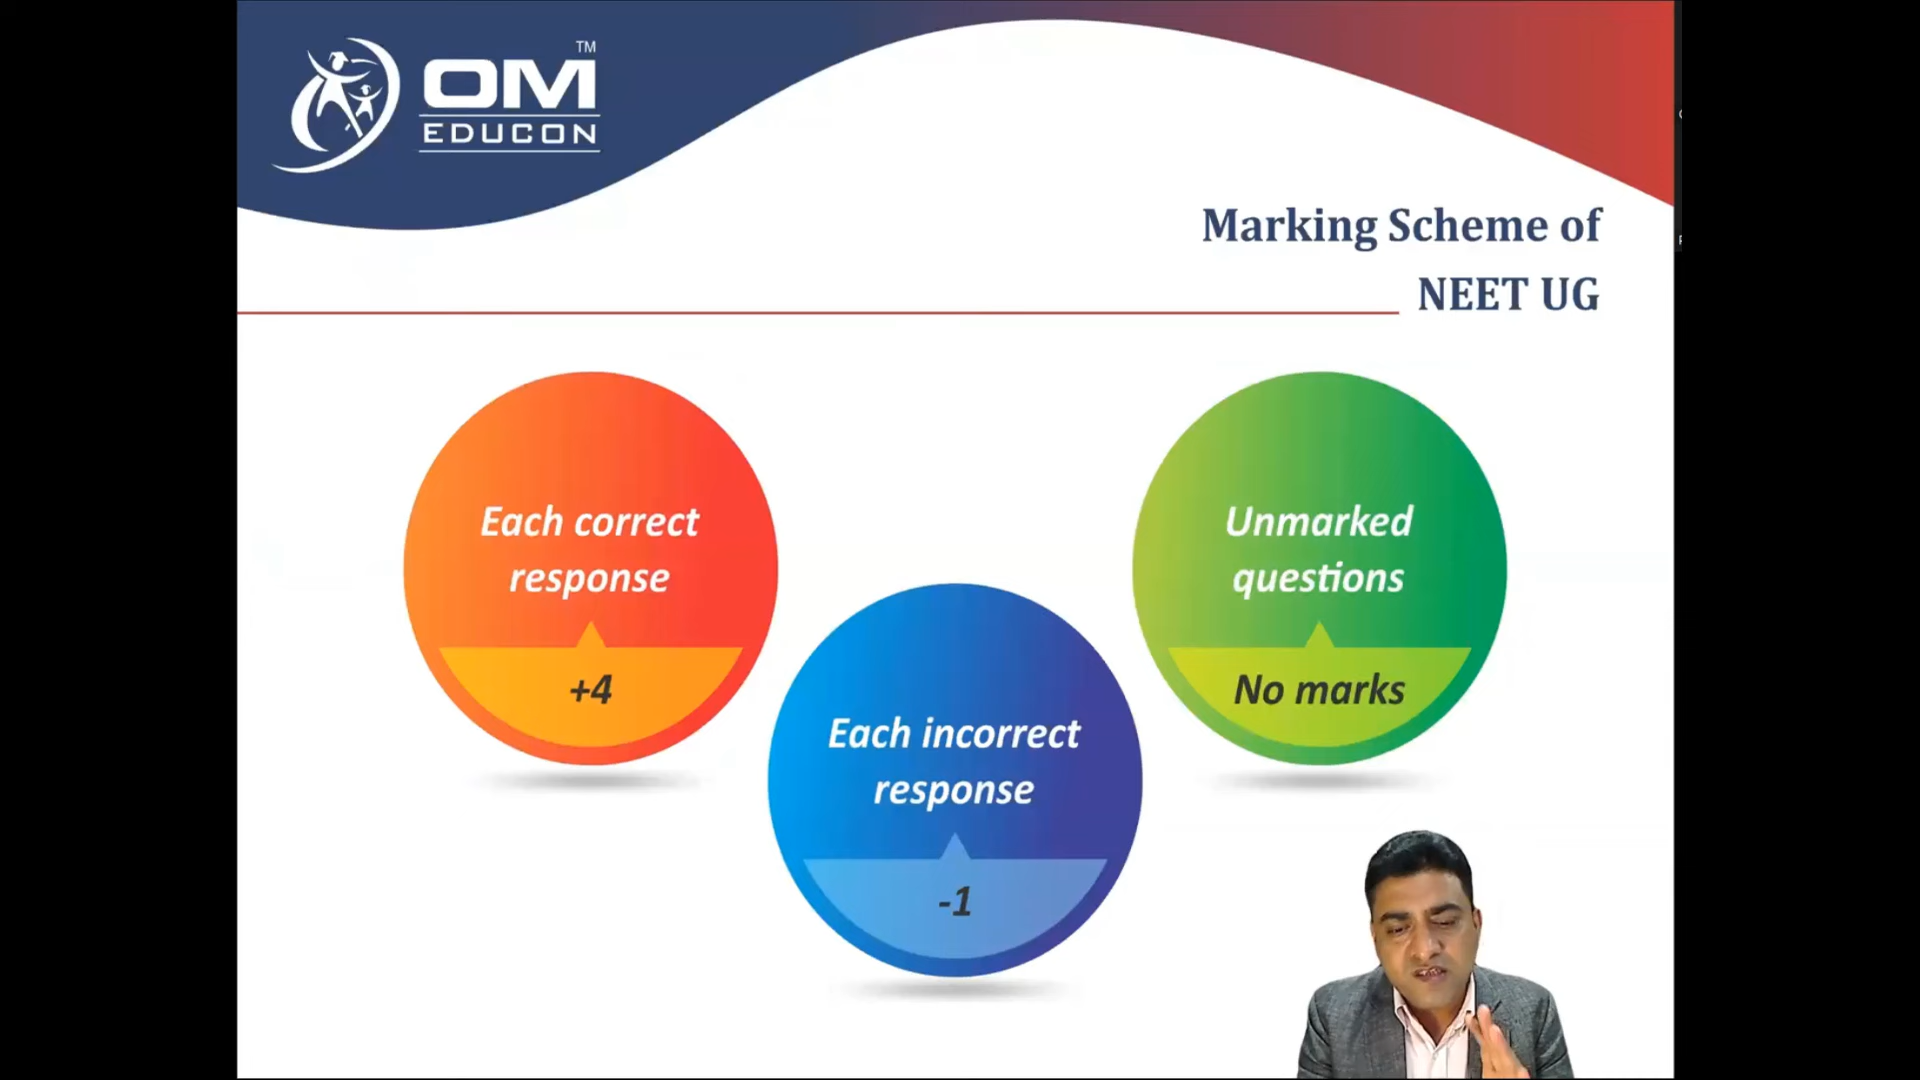 OM
TM
EDUCON
Marking Scheme of
NEET UG
Each correct
response
+4
Each incorrect
response
-1
Unmarked
questions
No marks